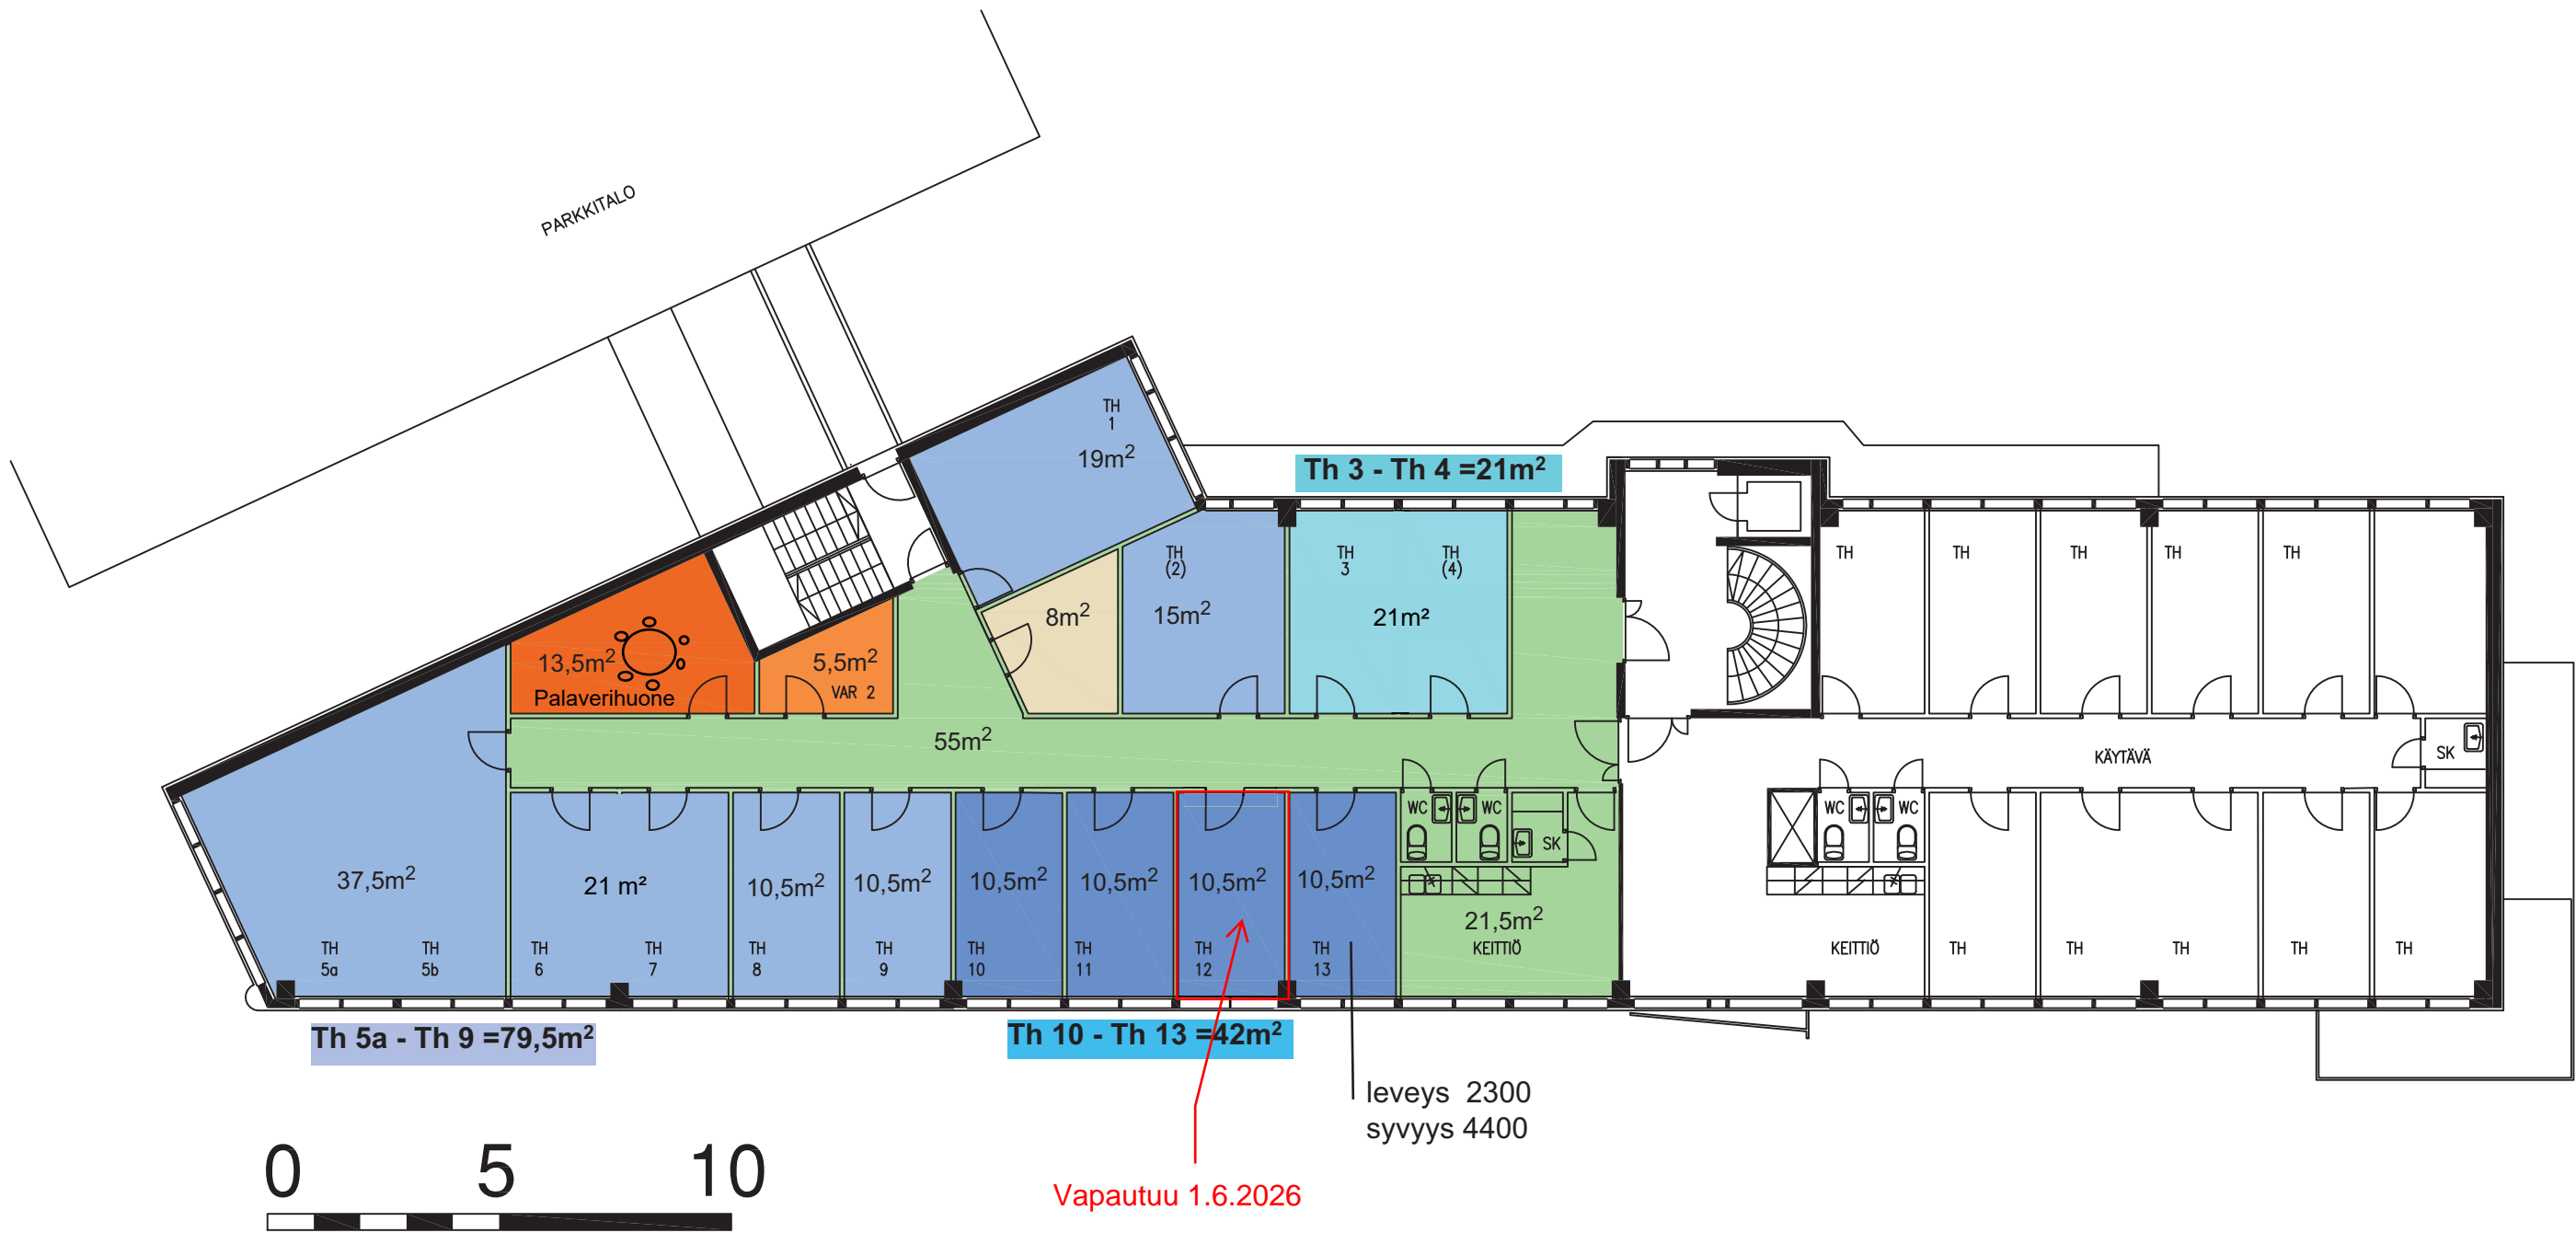 PARKKITALO
TH
1
19m²
Th 3 - Th 4 =21m²
TH
(2)
15m²
TH
3
TH
(4)
21m²
8m²
13,5m²
Palaverihuone
5,5m²
VAR 2
55m²
TH
TH
TH
TH
TH
KÄYTÄVÄ
SK
37,5m²
TH
5a
TH
5b
21 m²
TH
6
TH
7
10,5m²
TH
8
10,5m²
TH
9
10,5m²
TH
10
10,5m²
TH
11
10,5m²
TH
12
10,5m²
TH
13
WC
WC
SK
21,5m²
KEITTIÖ
WC
WC
KEITTIÖ
TH
TH
TH
TH
TH
Th 5a - Th 9 =79,5m²
Th 10 - Th 13 =42m²
leveys 2300
syvyys 4400
Vapautuu 1.6.2026
0 5 10